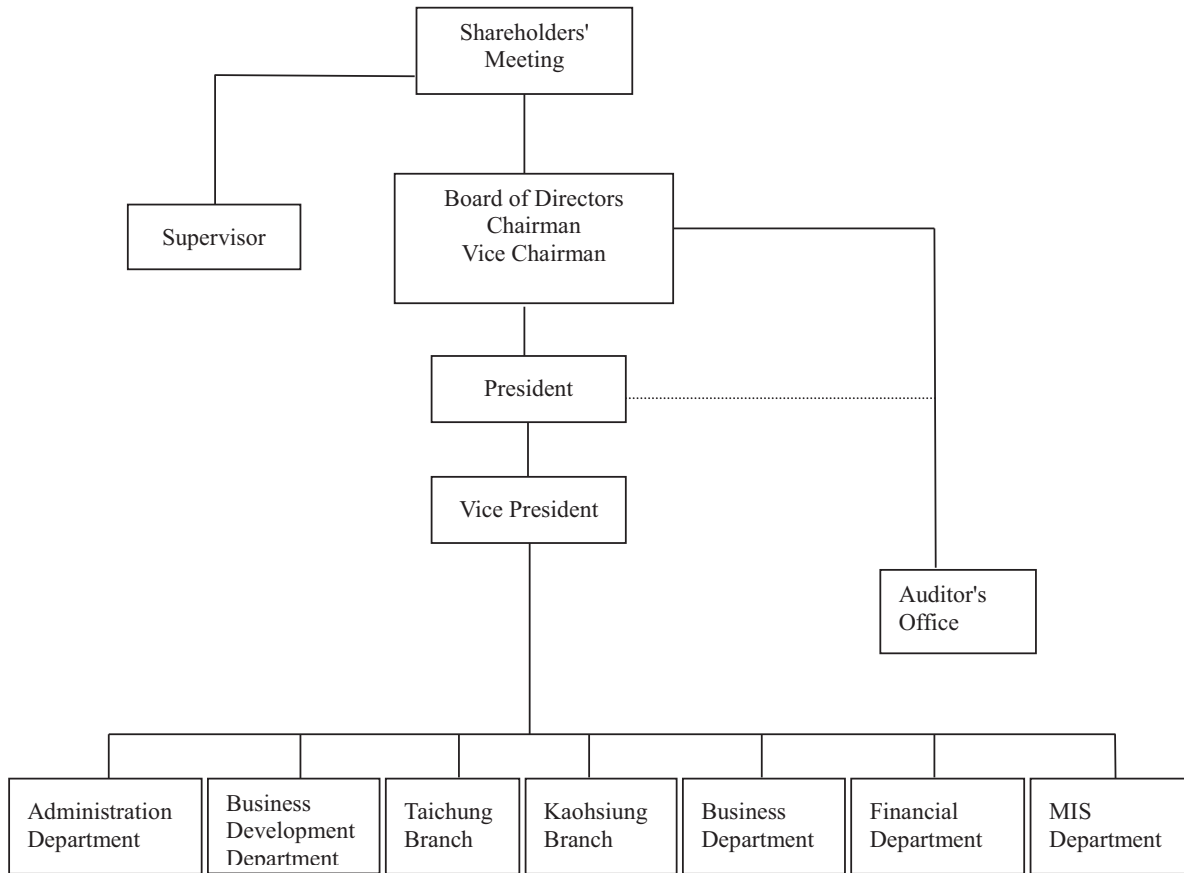 Shareholders'
Meeting
Supervisor
Board of Directors
Chairman
Vice Chairman
President
Vice President
Auditor's
Office
Administration
Department
Business
Development
Department
Taichung
Branch
Kaohsiung
Branch
Business
Department
Financial
Department
MIS
Department